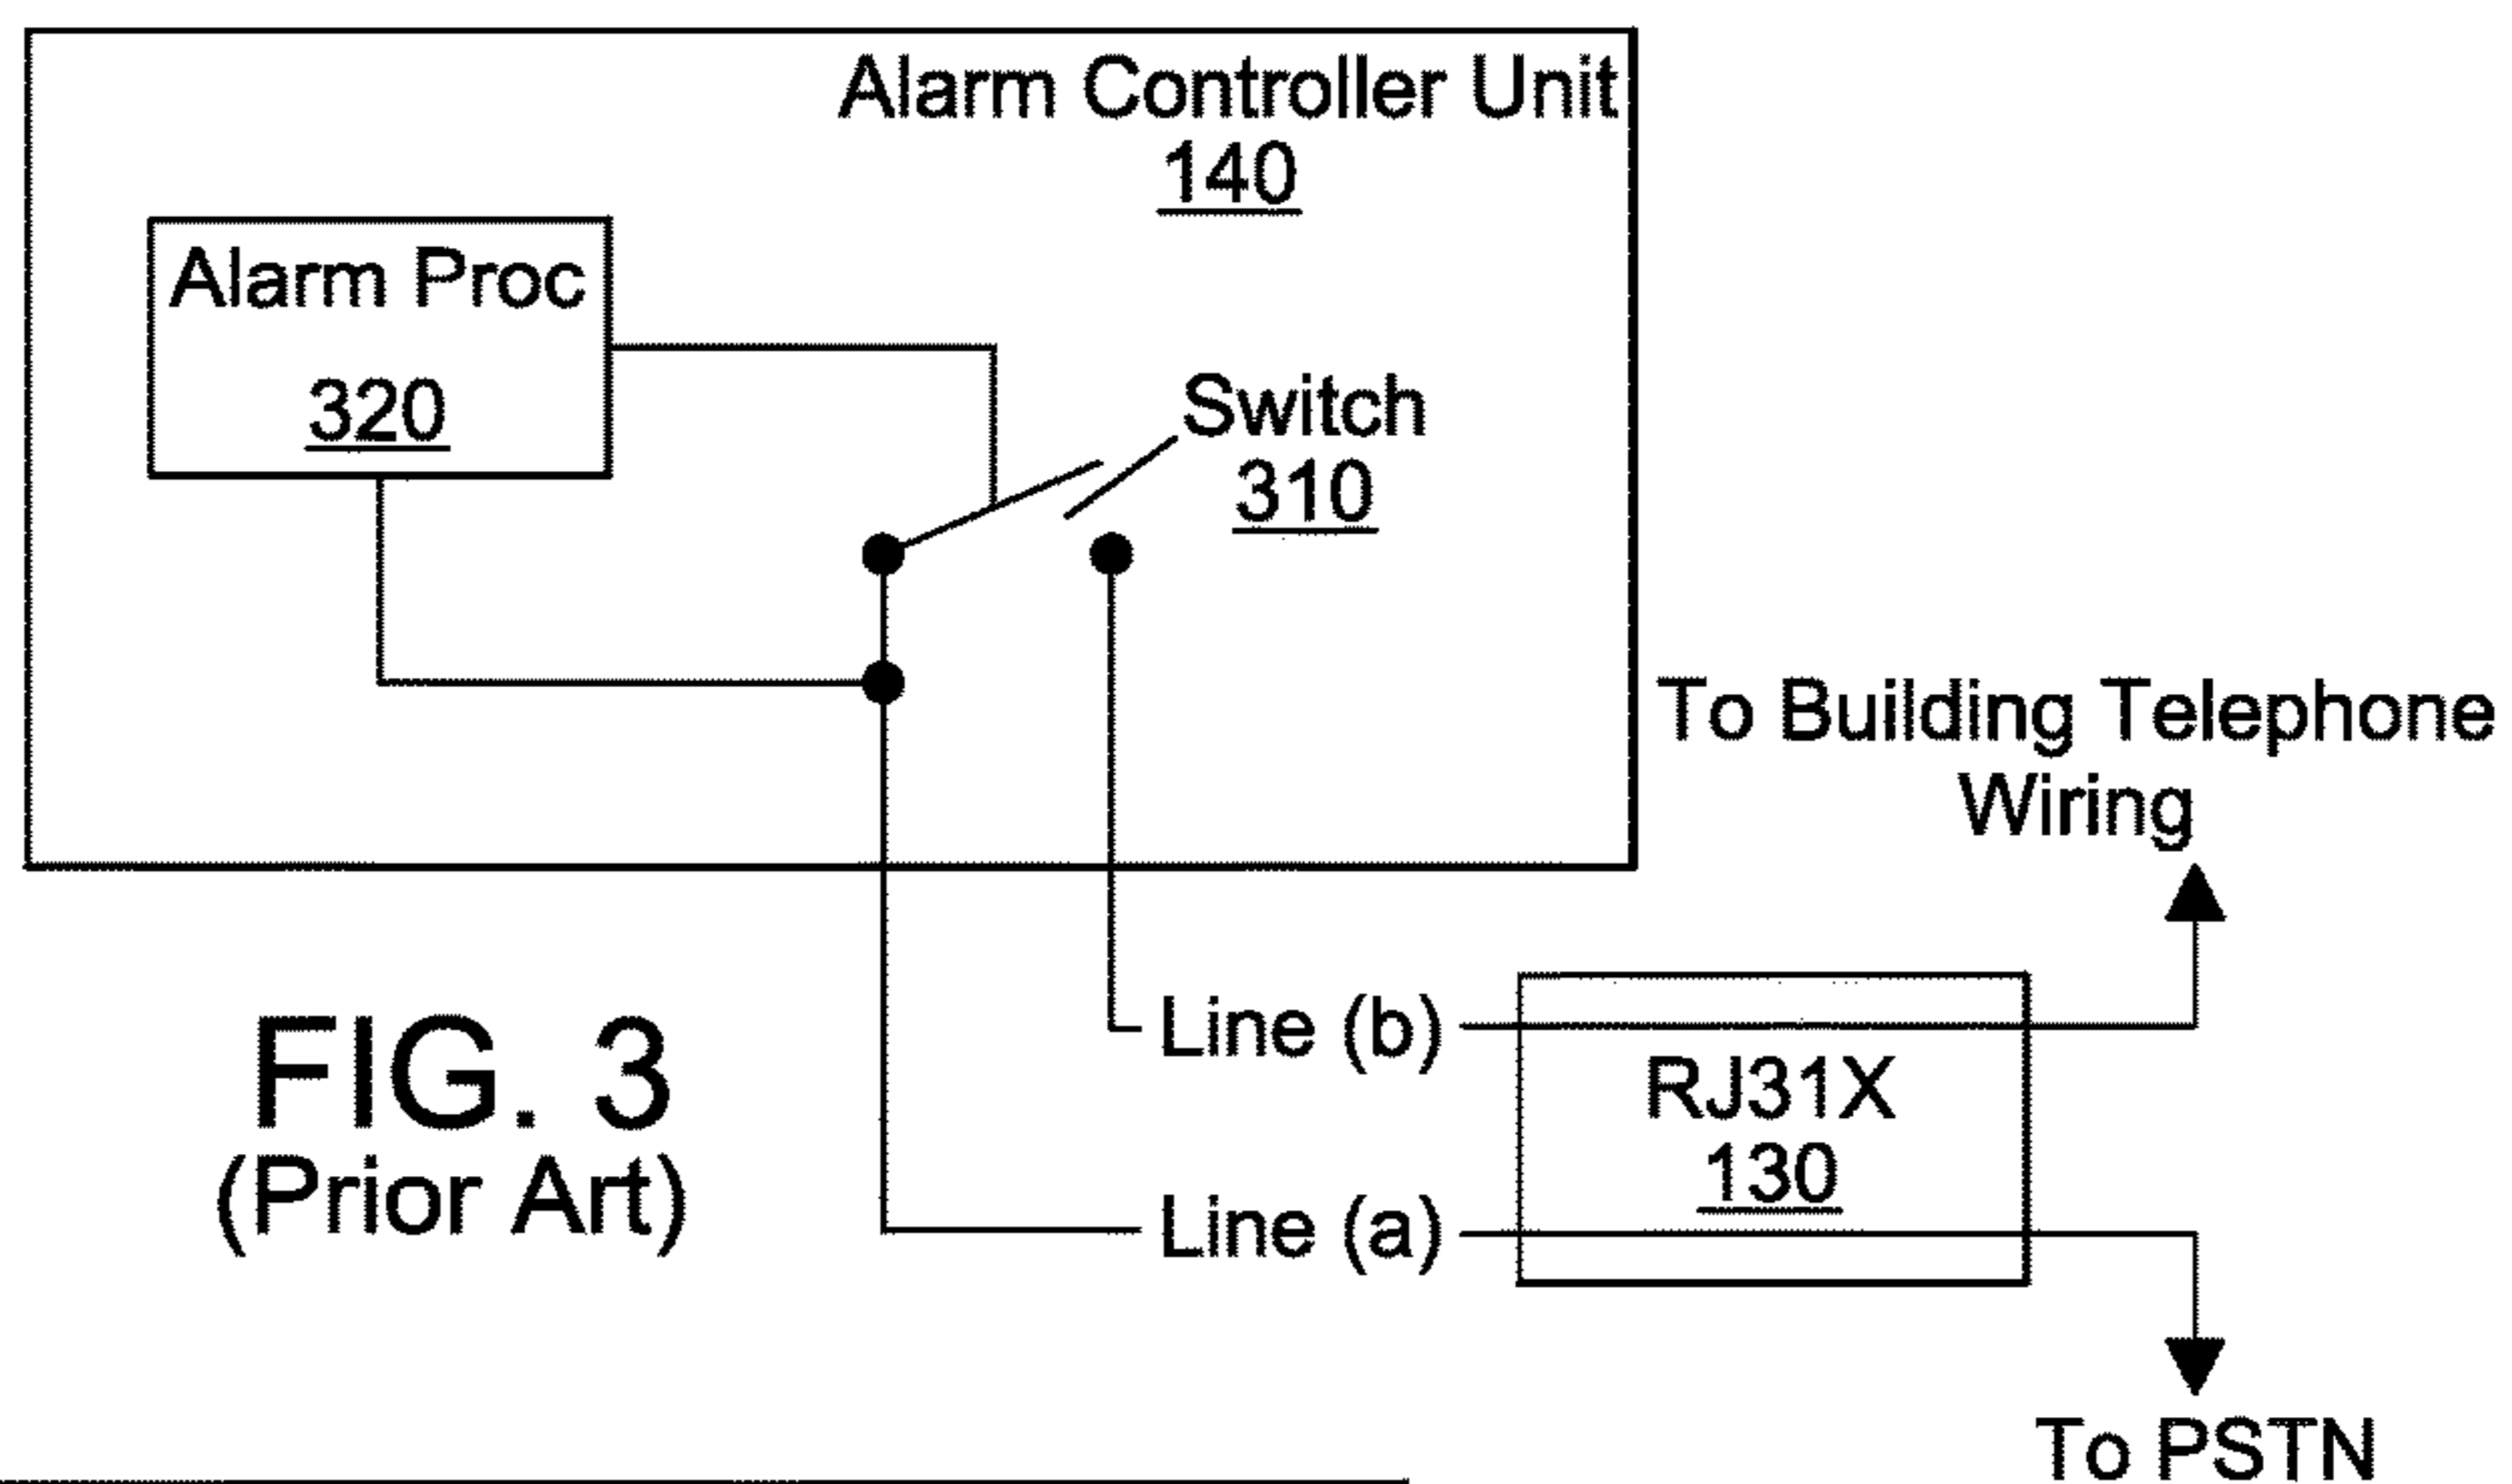 Alarm Controller Unit
140
Alarm Proc
320
Switch
310
To Building Telephone
Wiring
Line (b)
RJ31X
130
Line (a)
To PSTN
FIG. 3
(Prior Art)